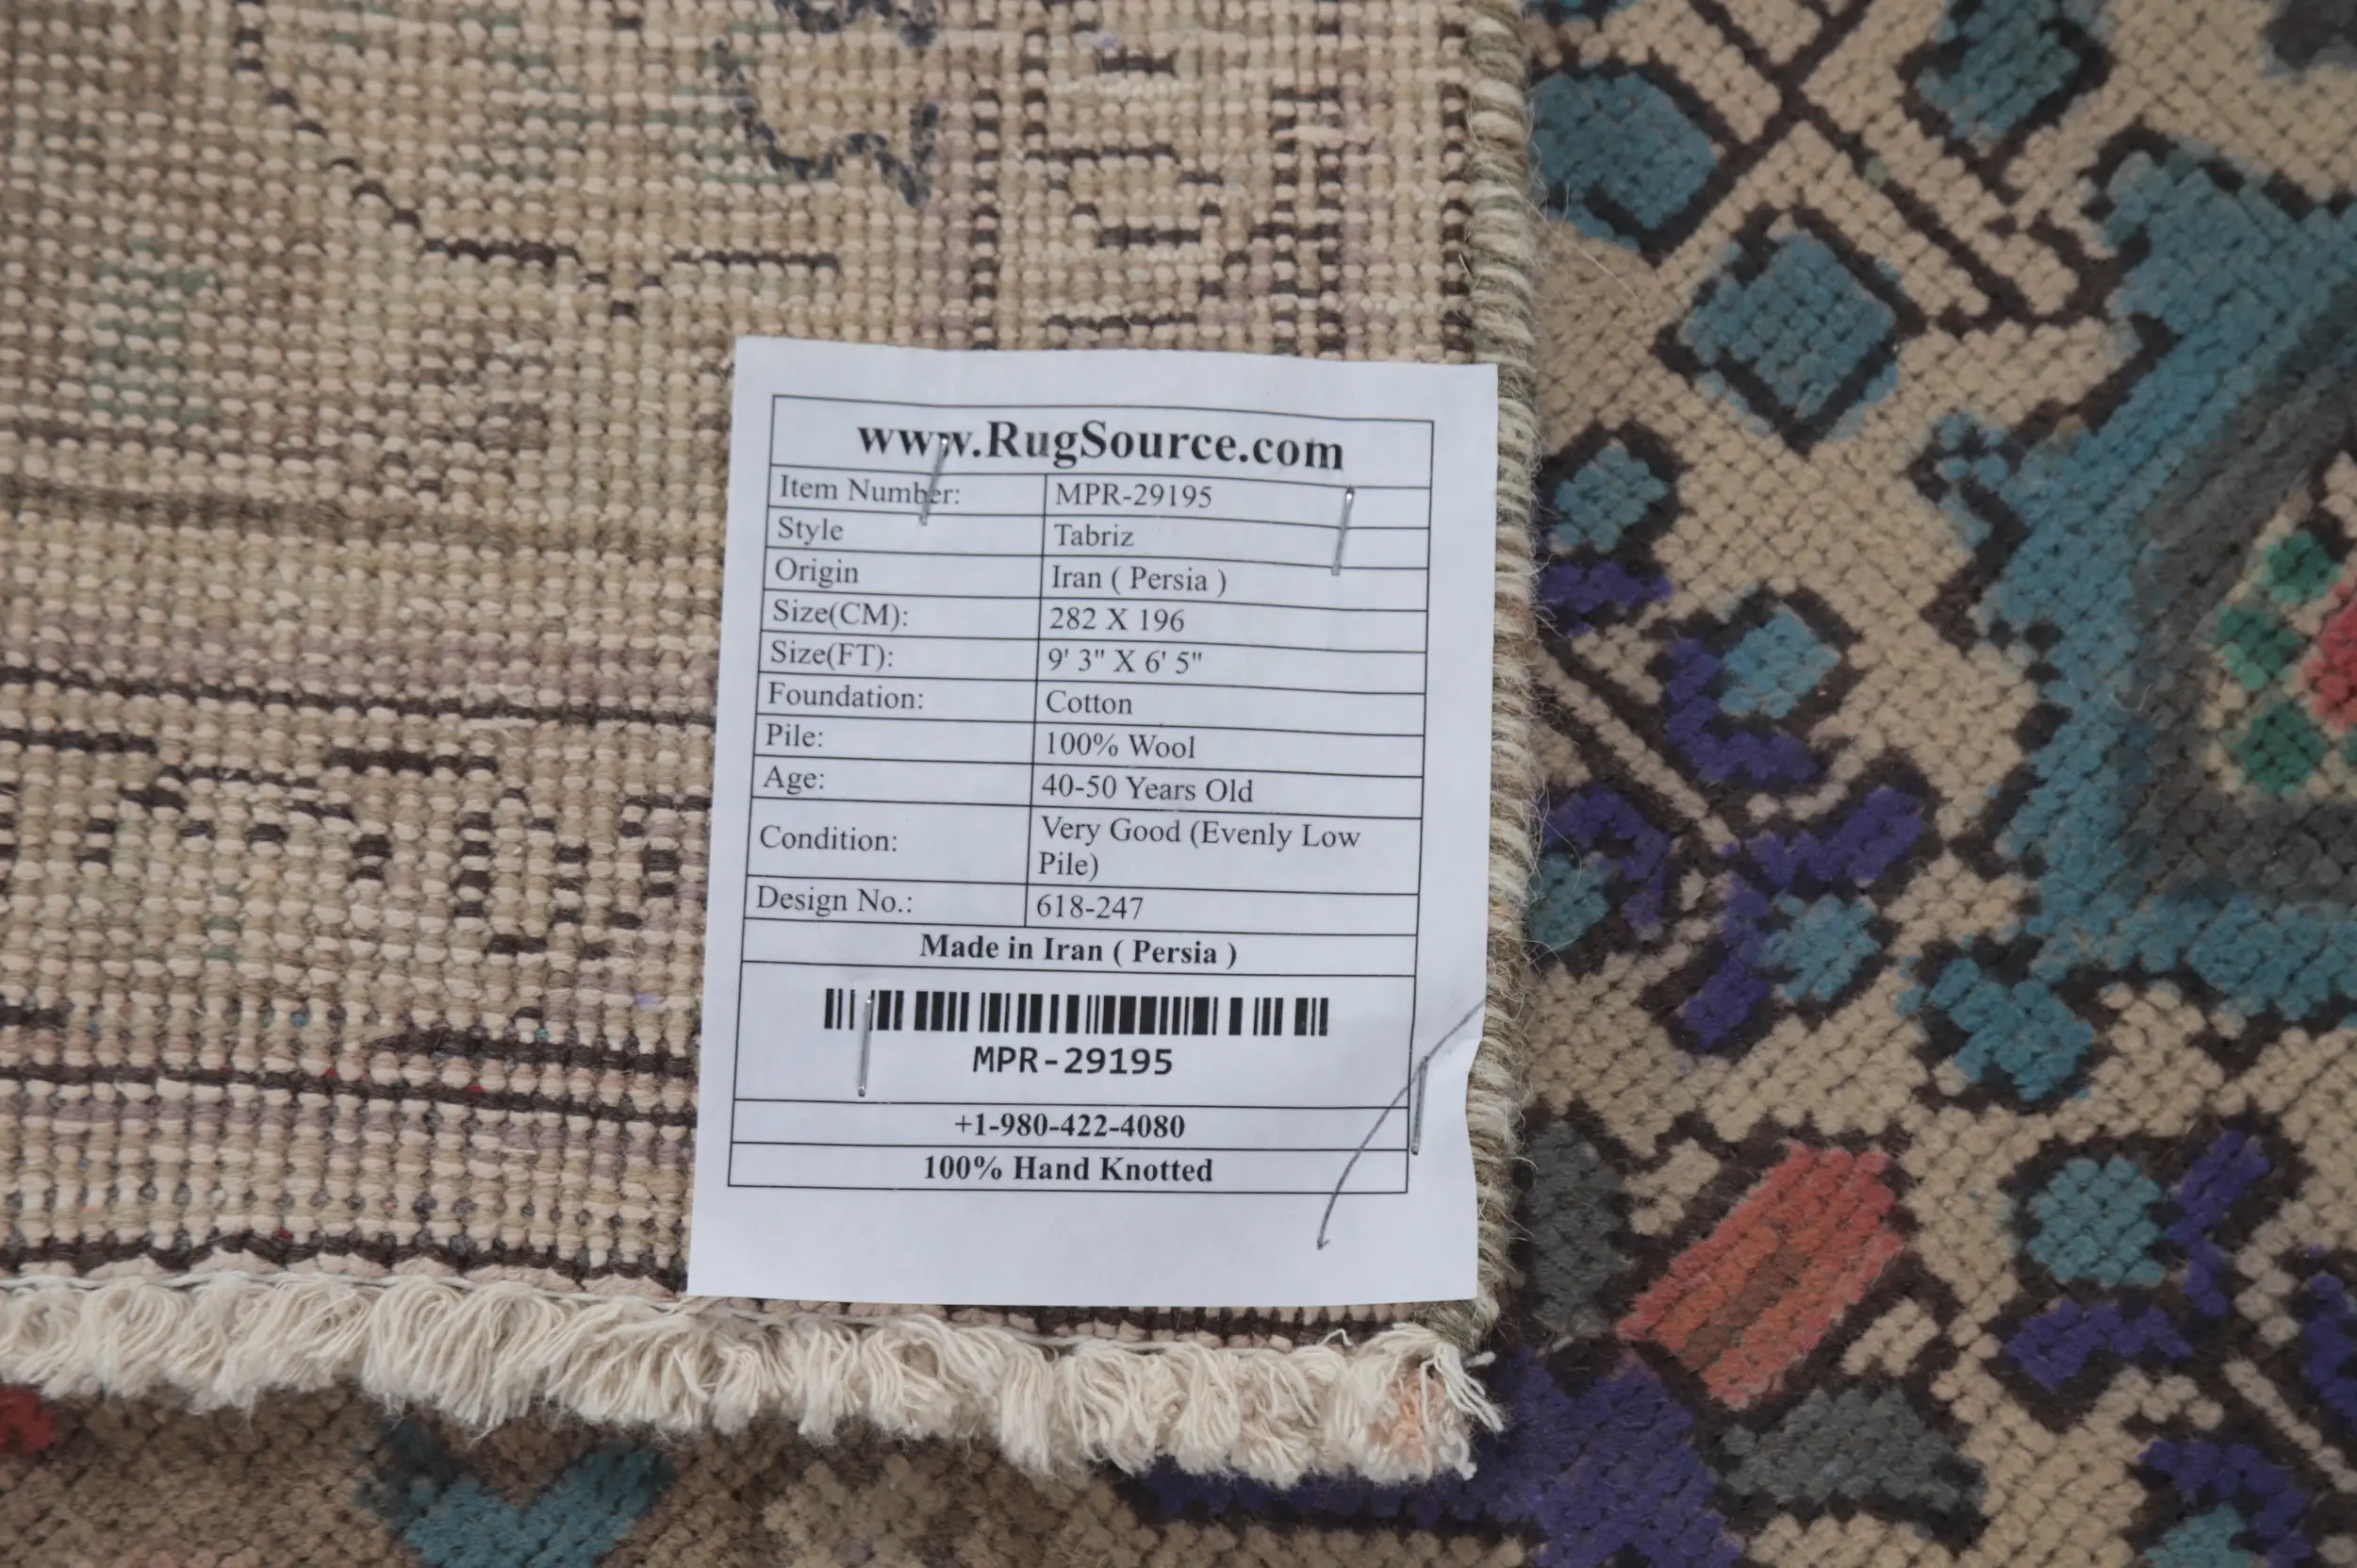 www.RugSource.com
Item Number: MPR-29195
Style Tabriz
Origin Iran ( Persia )
Size(CM): 282 X 196
Size(FT): 9' 3" X 6' 5"
Foundation: Cotton
Pile: 100% Wool
Age: 40-50 Years Old
Condition: Very Good (Evenly Low
Pile)
Design No.: 618-247
Made in Iran ( Persia )
MPR-29195
+1-980-422-4080
100% Hand Knotted